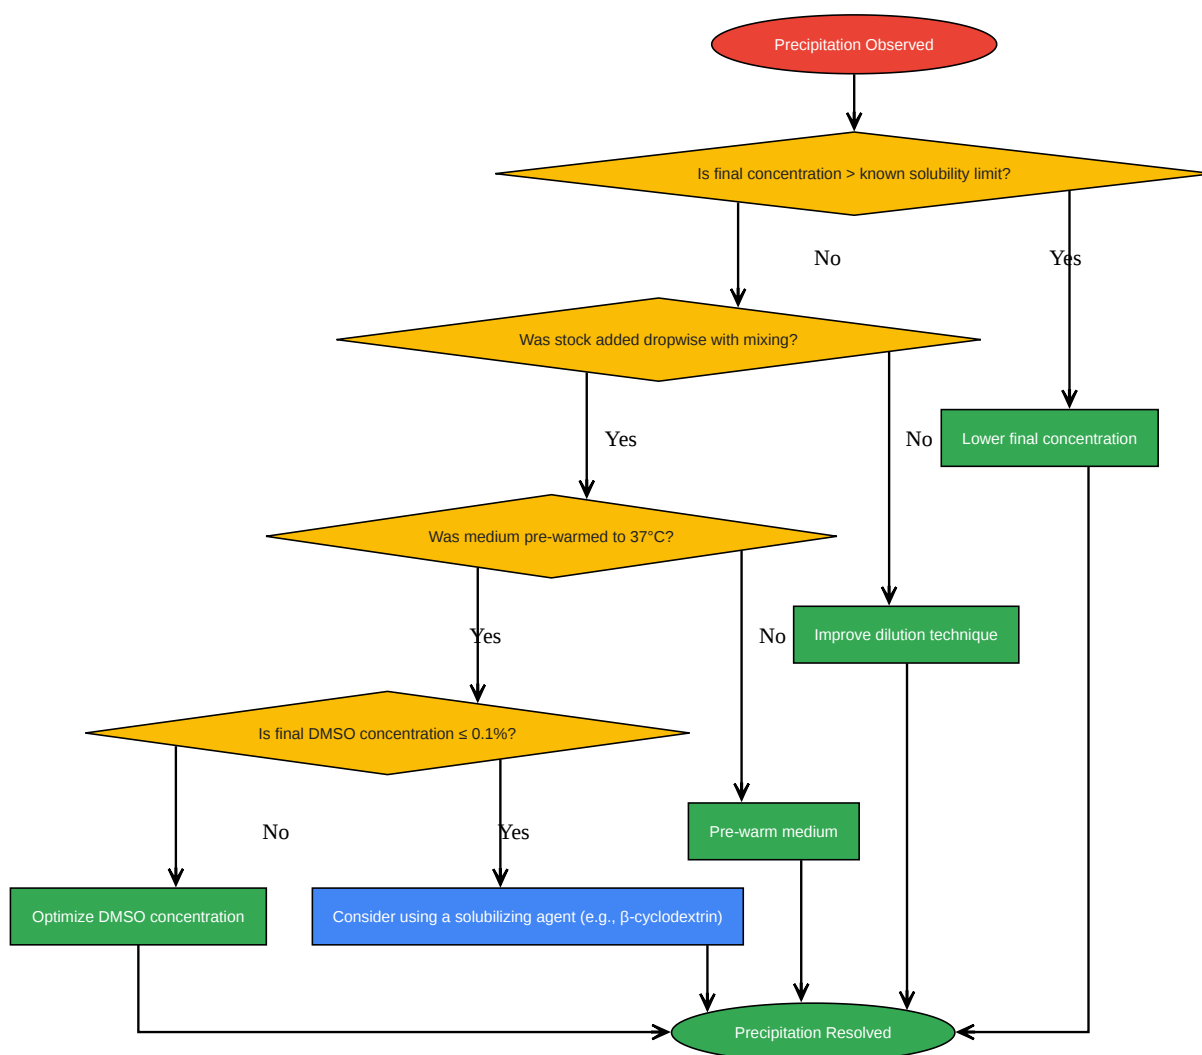 Precipitation Observed
Is final concentration > known solubility limit?
No
Yes
Was stock added dropwise with mixing?
Yes
No
Lower final concentration
Was medium pre-warmed to 37°C?
Yes
No
Improve dilution technique
Is final DMSO concentration ≤ 0.1%?
No
Yes
Pre-warm medium
Optimize DMSO concentration
Consider using a solubilizing agent (e.g., β-cyclodextrin)
Precipitation Resolved